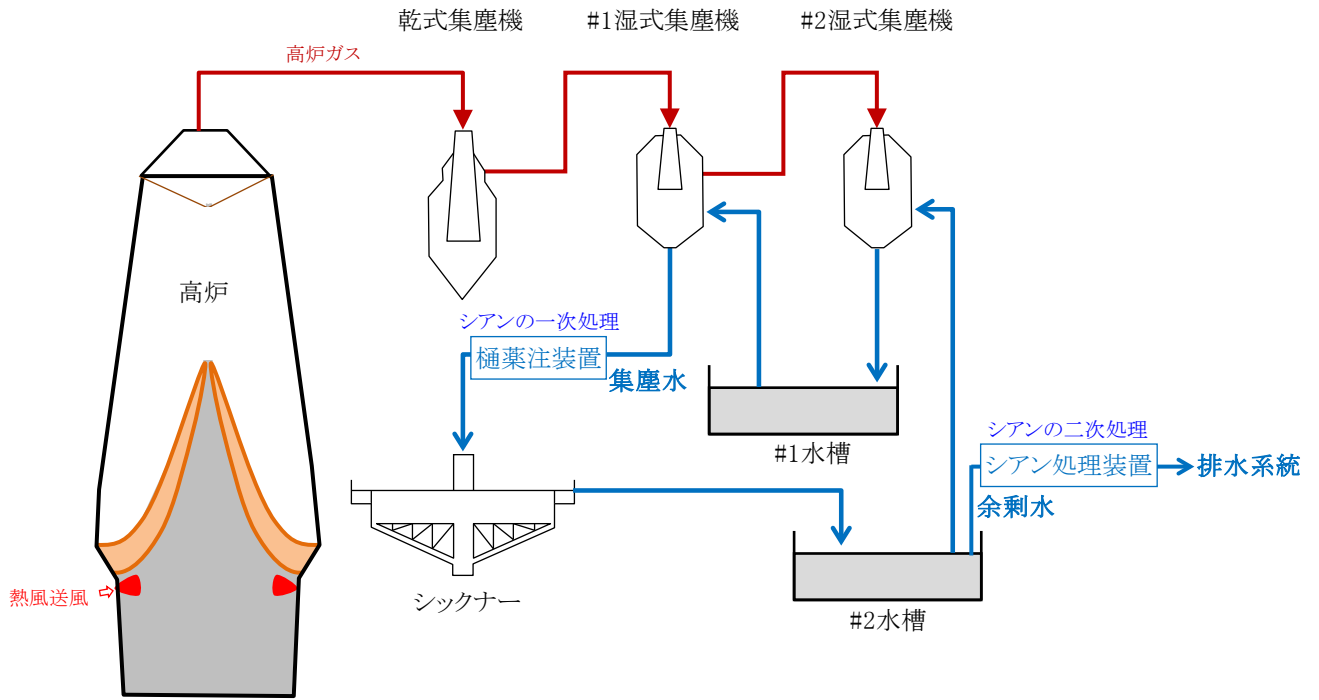 乾式集塵機
#1湿式集塵機
#2湿式集塵機
高炉ガス
高炉
シアンの一次処理
樋薬注装置
集塵水
#1水槽
シアンの二次処理
シアン処理装置
排水系統
余剰水
熱風送風
シックナー
#2水槽